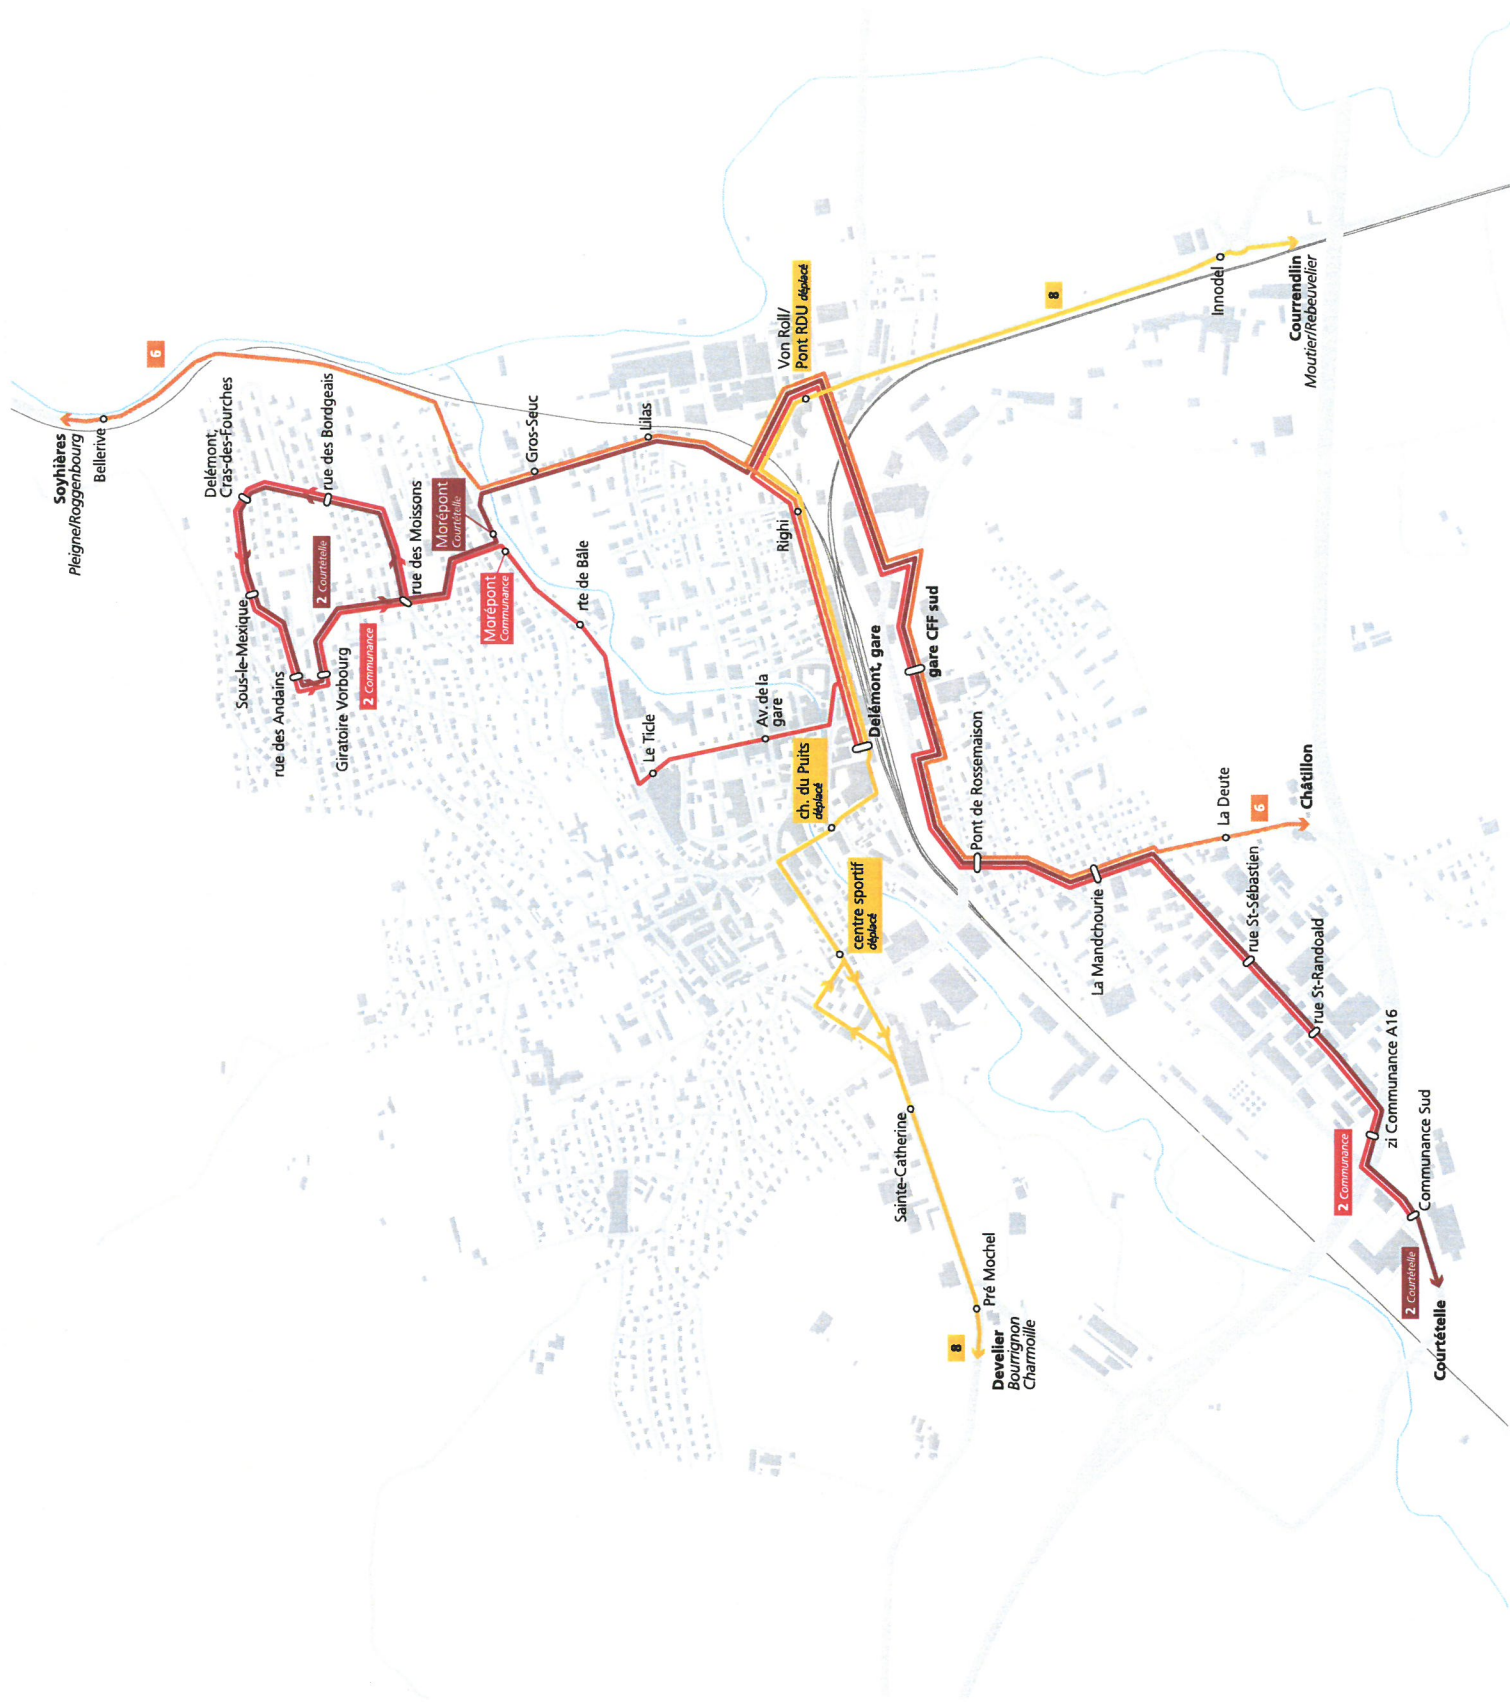 Soyhières
Pleigne/Roggenbourg
Bellerive
6
Delémont,
Cras-des-Fourches
rue des Bordgeais
Sous-le-Mexique
rue des Andains
Giratoire Vorbourg
2 Courtételle
2 Communance
rue des Moissons
Morépont
Courtételle
Morépont
Communance
Gros-Seuc
Lilas
rte de Bâle
Le Ticle
Av. de la
gare
Righi
Von Roll/
Pont RDU déplacé
8
Innodel
Courrendlin
Moutier/Rebeuvelier
Delémont, gare
gare CFF sud
ch. du Puits
déplacé
centre sportif
déplacé
Pont de Rossemaison
La Mandchourie
La Deute
6
Châtillon
rue St-Sébastien
rue St-Randoald
zi Communance A16
Communance Sud
2 Communance
2 Courtételle
Courtételle
Sainte-Catherine
Pré Mochel
8
Develier
Bourrignon
Charmoille